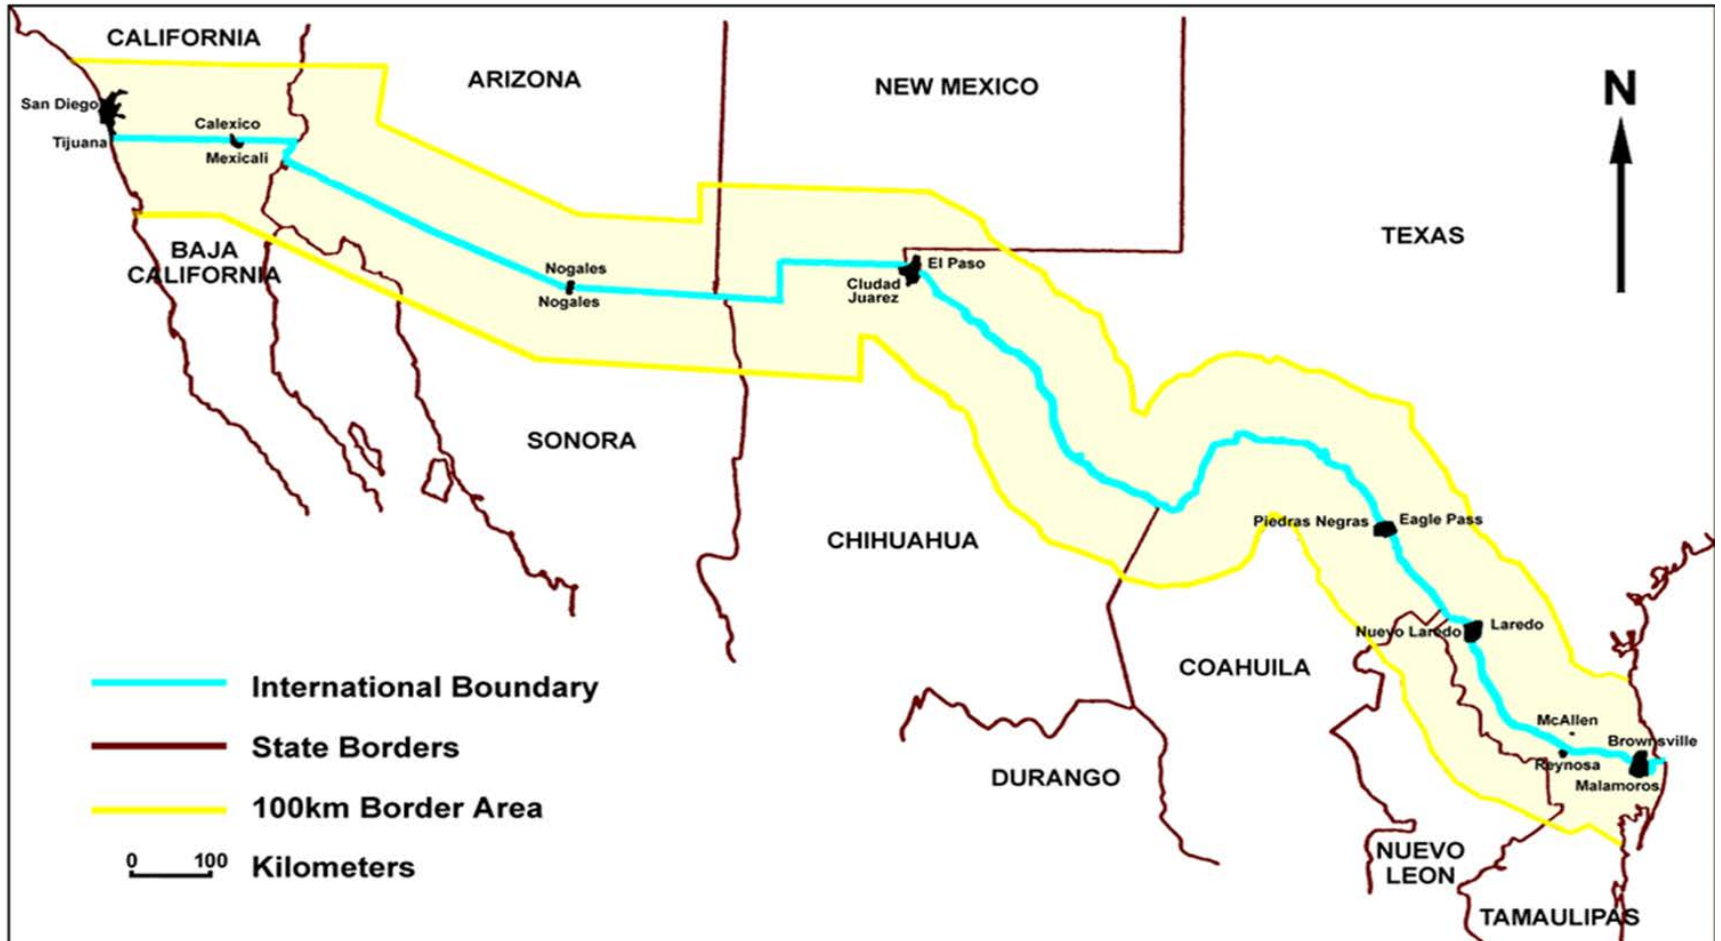 CALIFORNIA
ARIZONA
NEW MEXICO
N
San Diego
Calexico
Tijuana
Mexicali
TEXAS
BAJA
CALIFORNIA
Nogales
Nogales
El Paso
Cludad
Juarez
SONORA
CHIHUAHUA
Piedras Negras
Eagle Pass
Nuevo Laredo
Laredo
COAHUILA
International Boundary
State Borders
100km Border Area
0 100 Kilometers
McAllen
Brownsville
Reynosa
Malamoros
DURANGO
NUEVO
LEON
TAMAULIPAS